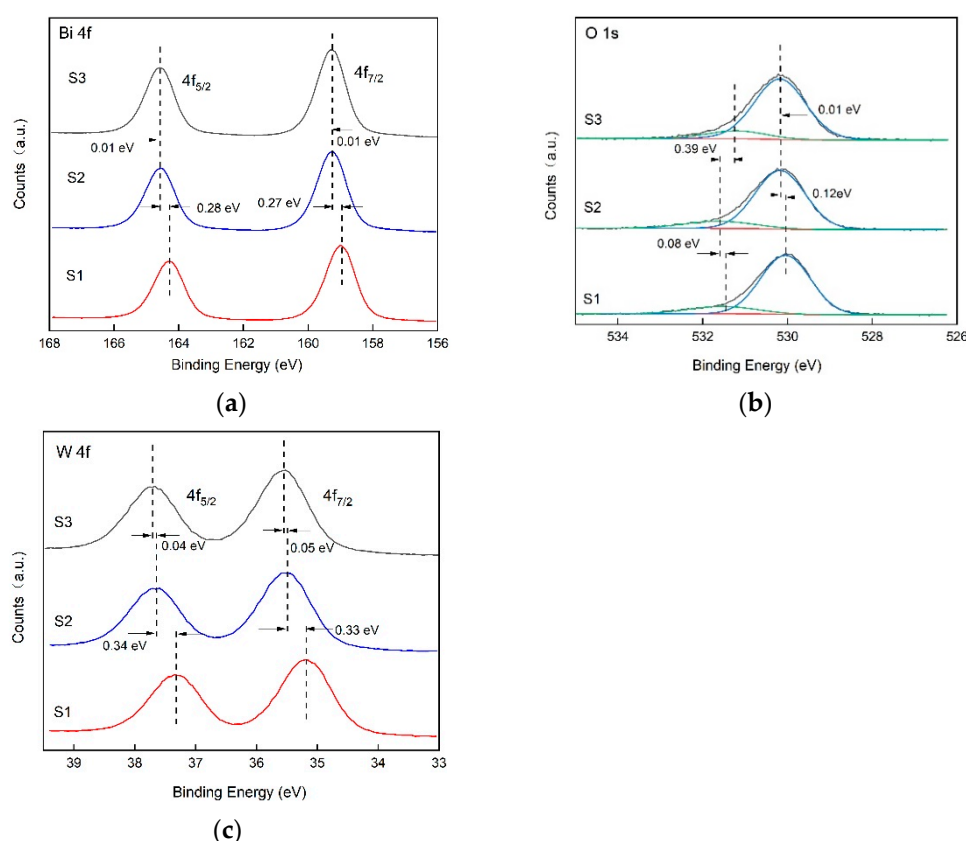 Bi 4f
S3
4f5/2
4f7/2
0.01 eV
0.01 eV
S2
0.28 eV
0.27 eV
S1
168 166 164 162 160 158 156
Binding Energy (eV)
Counts (a.u.)
(a)
O 1s
S3
0.01 eV
0.39 eV
S2
0.12eV
0.08 eV
S1
534 532 530 528 526
Binding Energy (eV)
Counts (a.u.)
(b)
W 4f
4f5/2
4f7/2
S3
0.04 eV
0.05 eV
S2
0.34 eV
0.33 eV
S1
39 38 37 36 35 34 33
Binding Energy (eV)
Counts (a.u.)
(c)